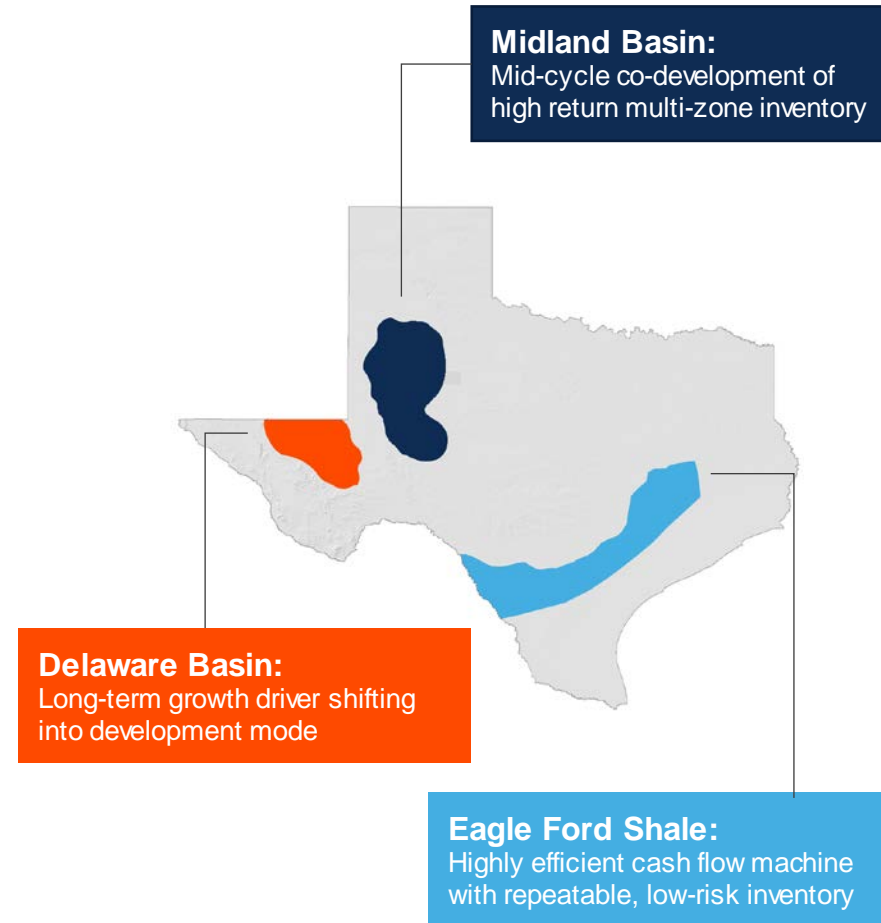 Midland Basin:
Mid-cycle co-development of
high return multi-zone inventory
Delaware Basin:
Long-term growth driver shifting
into development mode
Eagle Ford Shale:
Highly efficient cash flow machine
with repeatable, low-risk inventory